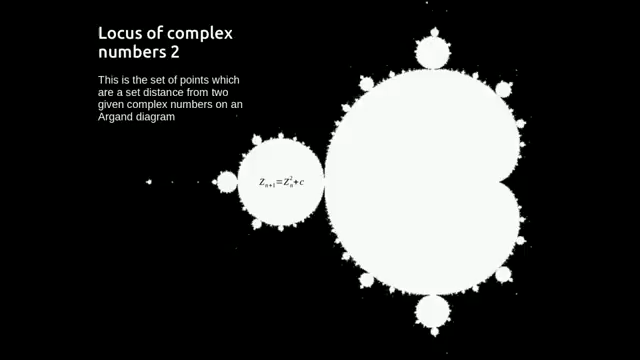 Locus of complex
numbers 2
This is the set of points which
are a set distance from two
given complex numbers on an
Argand diagram
Zₙ₊₁=Zₙ²+c